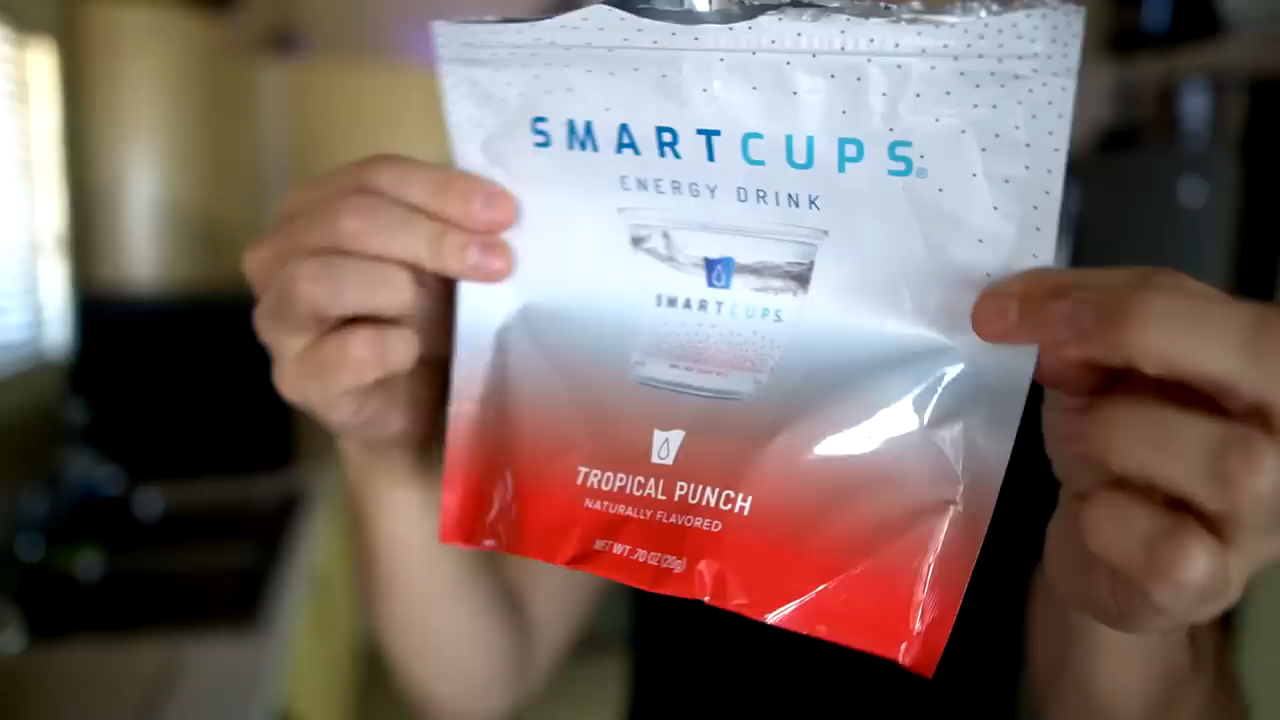 SMARTCUPS®
ENERGY DRINK
SMARTCUPS
TROPICAL PUNCH
NATURALLY FLAVORED
NET WT .70 OZ (20g)